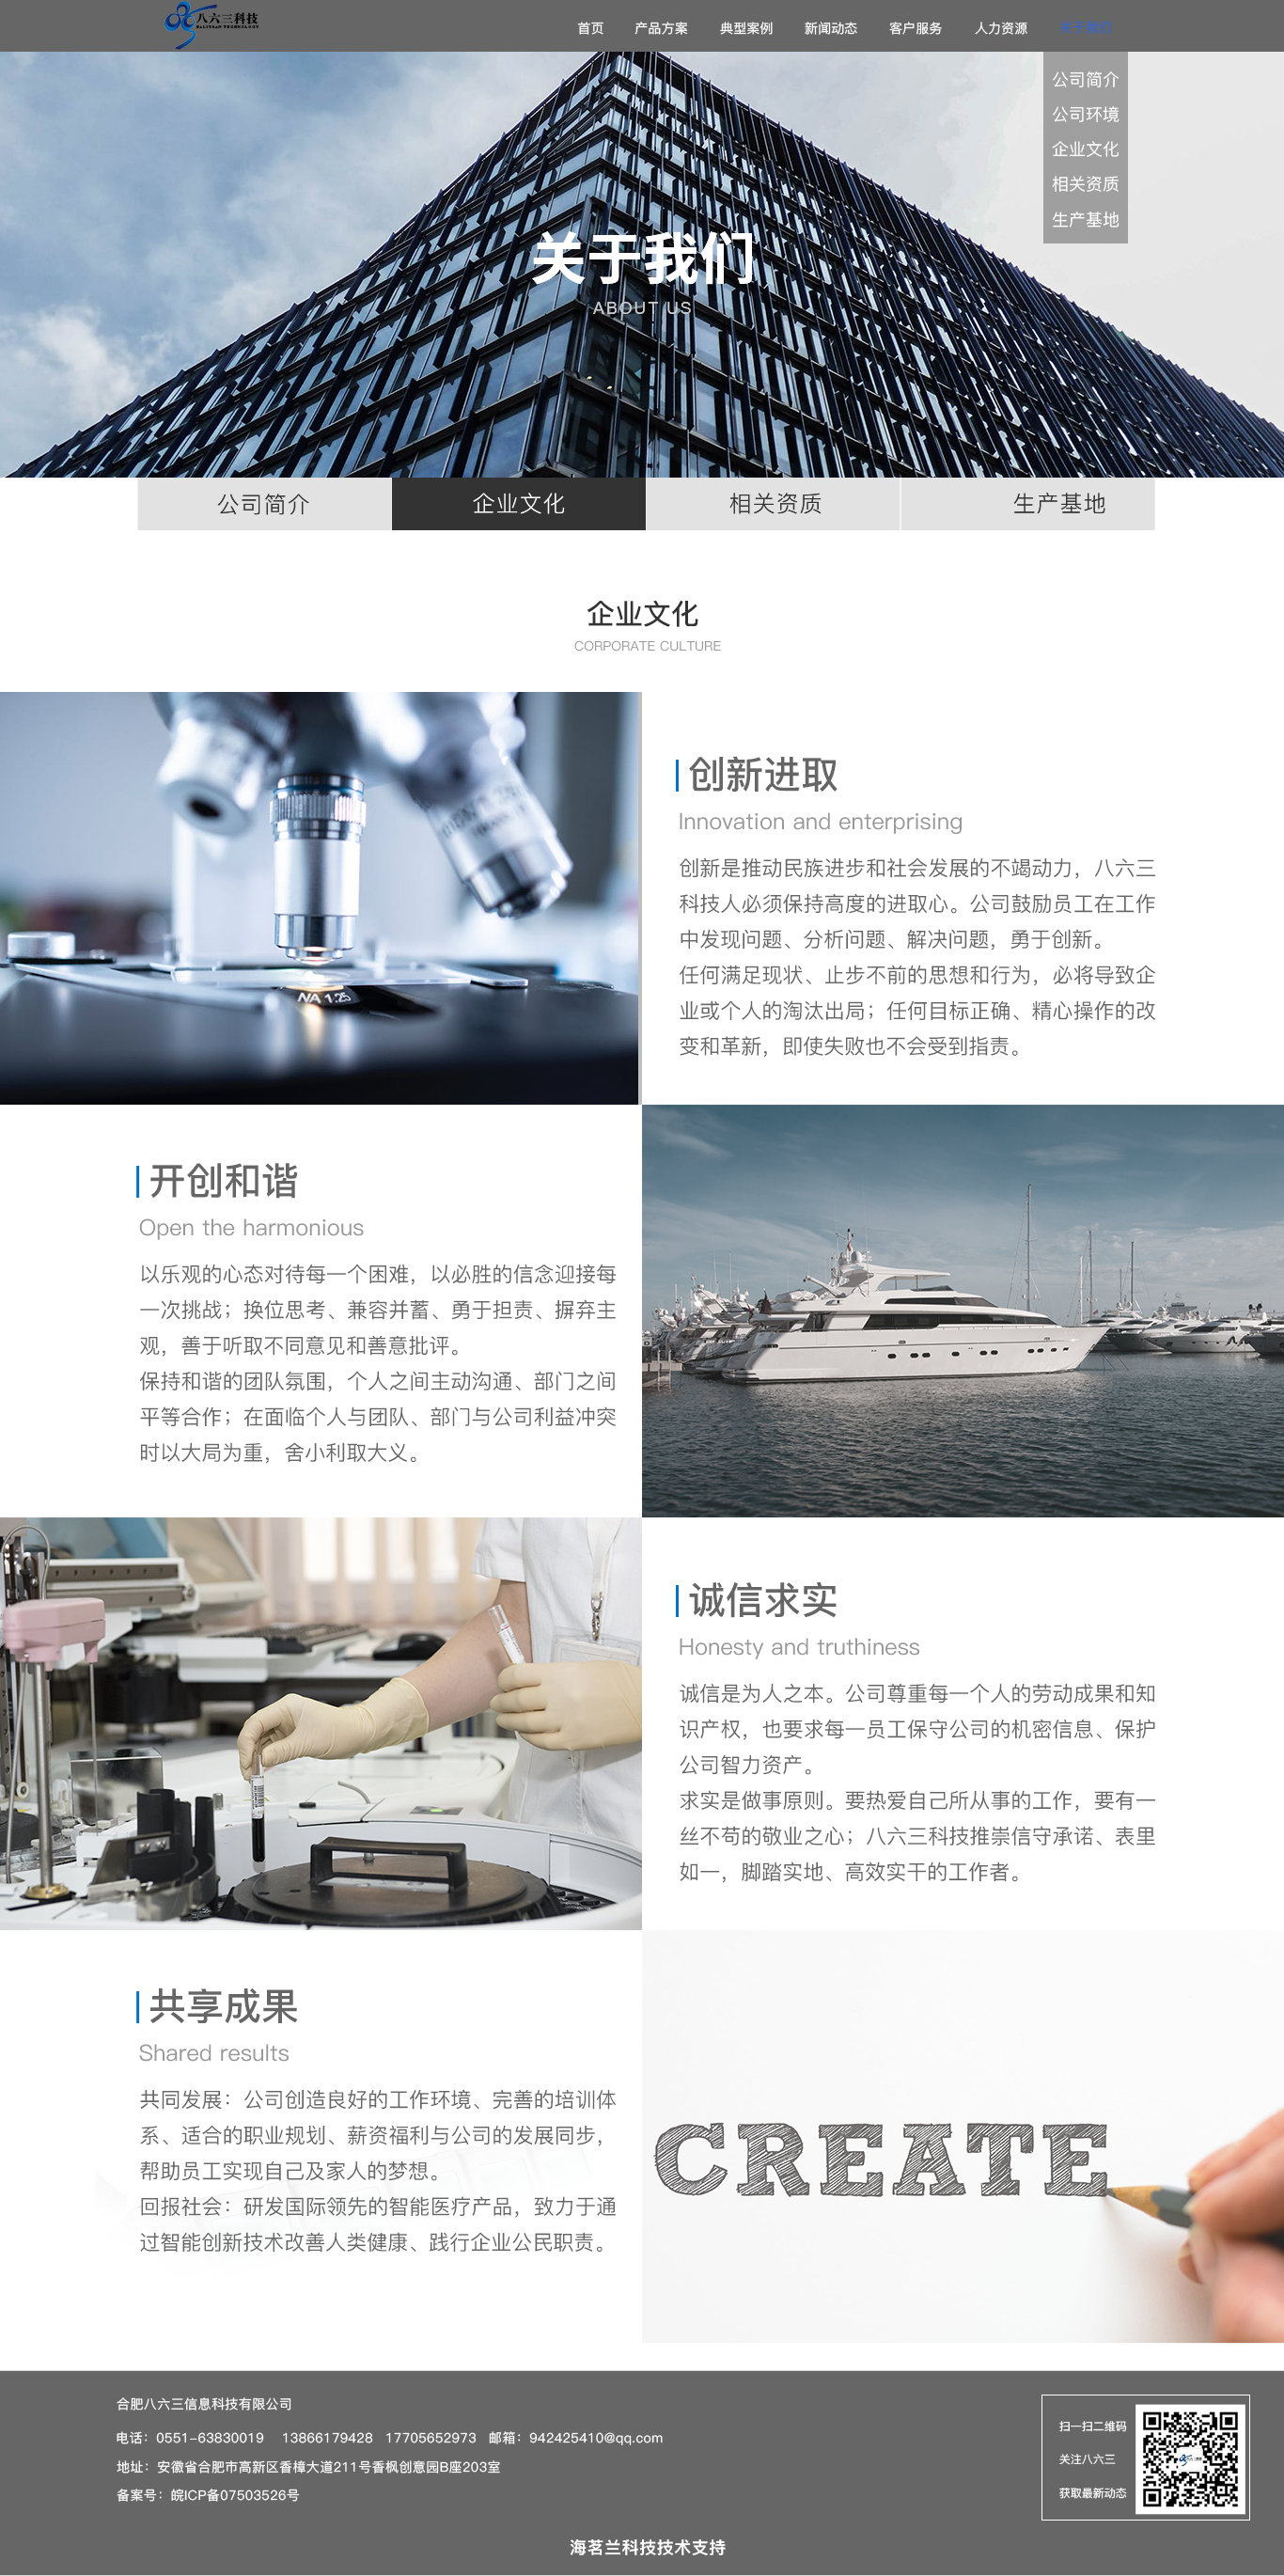 八六三科技
首页 产品方案 典型案例 新闻动态 客户服务 人力资源 关于我们
公司简介
公司环境
企业文化
相关资质
生产基地
关于我们
ABOUT US
公司简介 企业文化 相关资质 生产基地
企业文化
CORPORATE CULTURE
NA 1.25
创新进取
Innovation and enterprising
创新是推动民族进步和社会发展的不竭动力，八六三
科技人必须保持高度的进取心。公司鼓励员工在工作
中发现问题、分析问题、解决问题，勇于创新。
任何满足现状、止步不前的思想和行为，必将导致企
业或个人的淘汰出局；任何目标正确、精心操作的改
变和革新，即使失败也不会受到指责。
开创和谐
Open the harmonious
以乐观的心态对待每一个困难，以必胜的信念迎接每
一次挑战；换位思考、兼容并蓄、勇于担责、摒弃主
观，善于听取不同意见和善意批评。
保持和谐的团队氛围，个人之间主动沟通、部门之间
平等合作；在面临个人与团队、部门与公司利益冲突
时以大局为重，舍小利取大义。
诚信求实
Honesty and truthiness
诚信是为人之本。公司尊重每一个人的劳动成果和知
识产权，也要求每一员工保守公司的机密信息、保护
公司智力资产。
求实是做事原则。要热爱自己所从事的工作，要有一
丝不苟的敬业之心；八六三科技推崇信守承诺、表里
如一，脚踏实地、高效实干的工作者。
共享成果
Shared results
共同发展：公司创造良好的工作环境、完善的培训体
系、适合的职业规划、薪资福利与公司的发展同步，
帮助员工实现自己及家人的梦想。
回报社会：研发国际领先的智能医疗产品，致力于通
过智能创新技术改善人类健康、践行企业公民职责。
CREATE
合肥八六三信息科技有限公司
电话：0551-63830019 13866179428 17705652973 邮箱：942425410@qq.com
地址：安徽省合肥市高新区香樟大道211号香枫创意园B座203室
备案号：皖ICP备07503526号
扫一扫二维码
关注八六三
获取最新动态
海茗兰科技技术支持